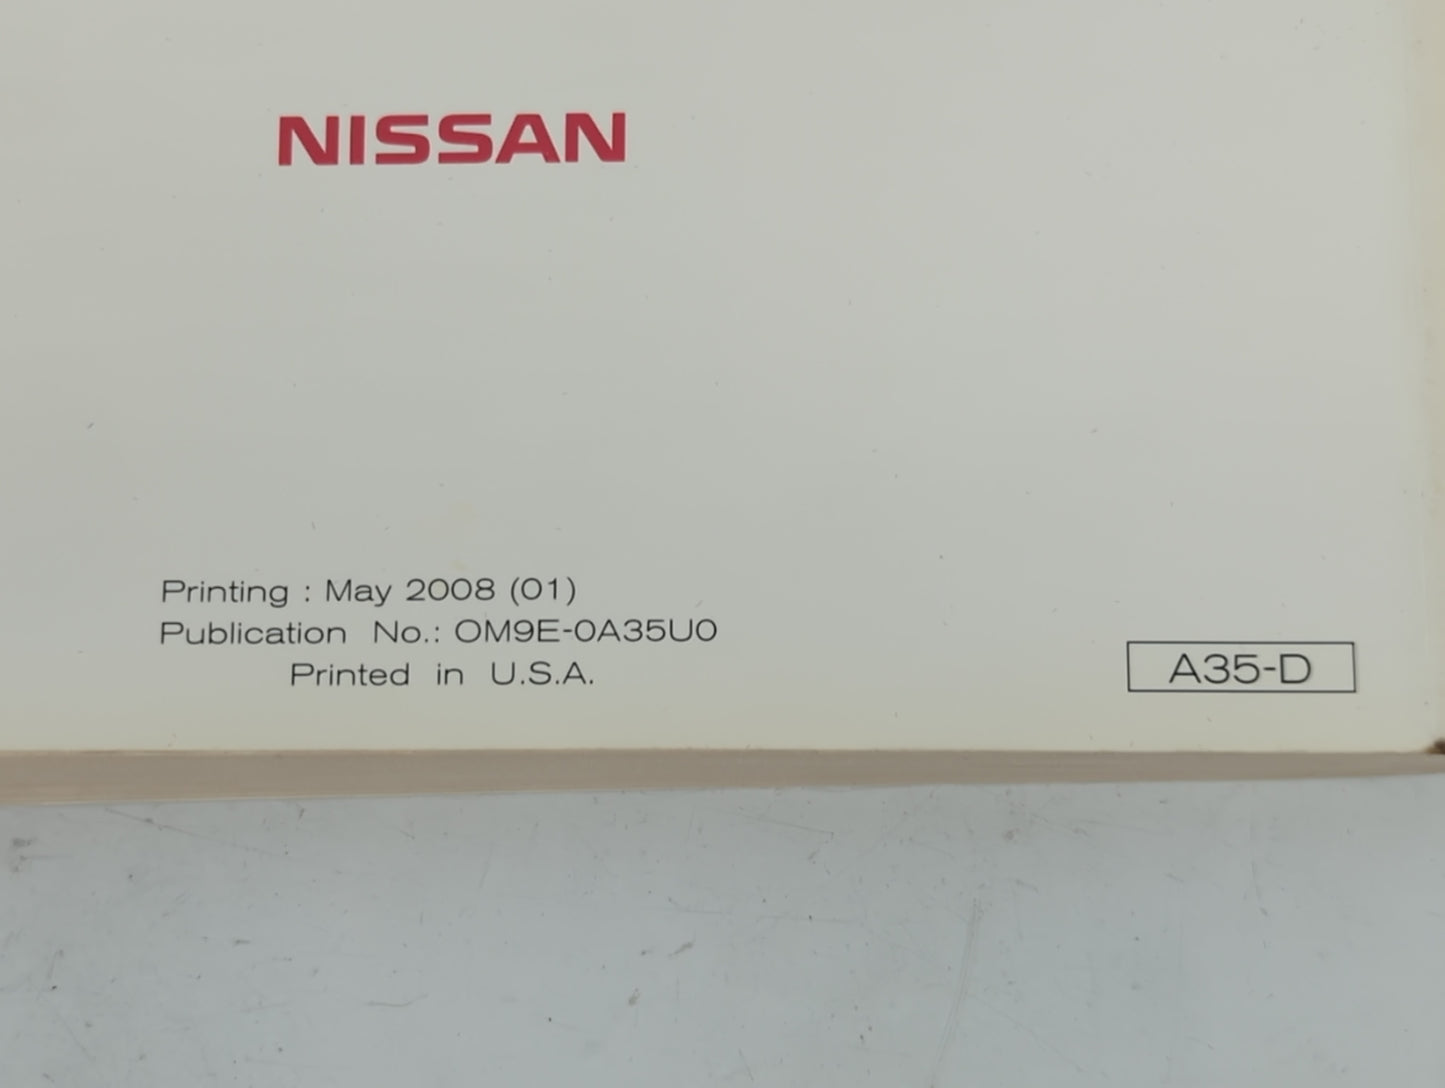 NISSAN
Printing : May 2008 (01)
Publication No.: OM9E-0A35U0
Printed in U.S.A.
A35-D